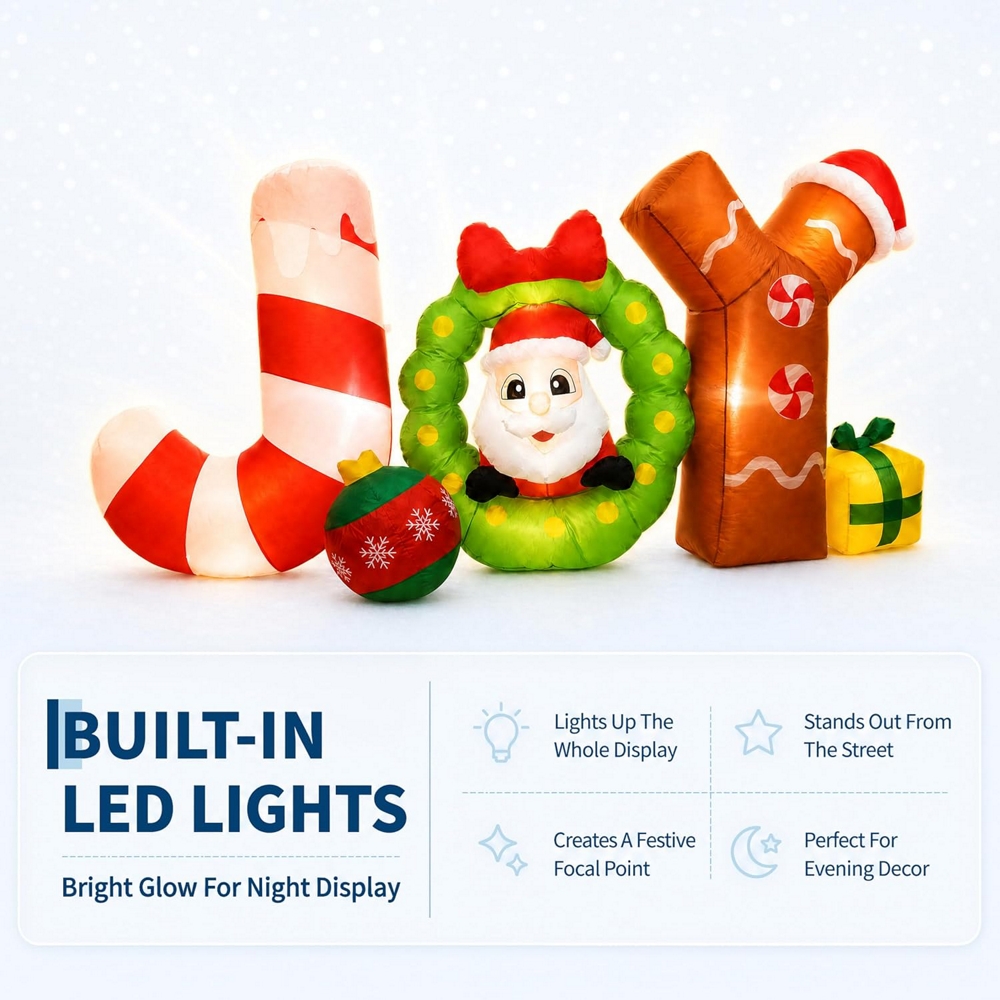 JOY
BUILT-IN
LED LIGHTS
Bright Glow For Night Display
Lights Up The
Whole Display
Stands Out From
The Street
Creates A Festive
Focal Point
Perfect For
Evening Decor